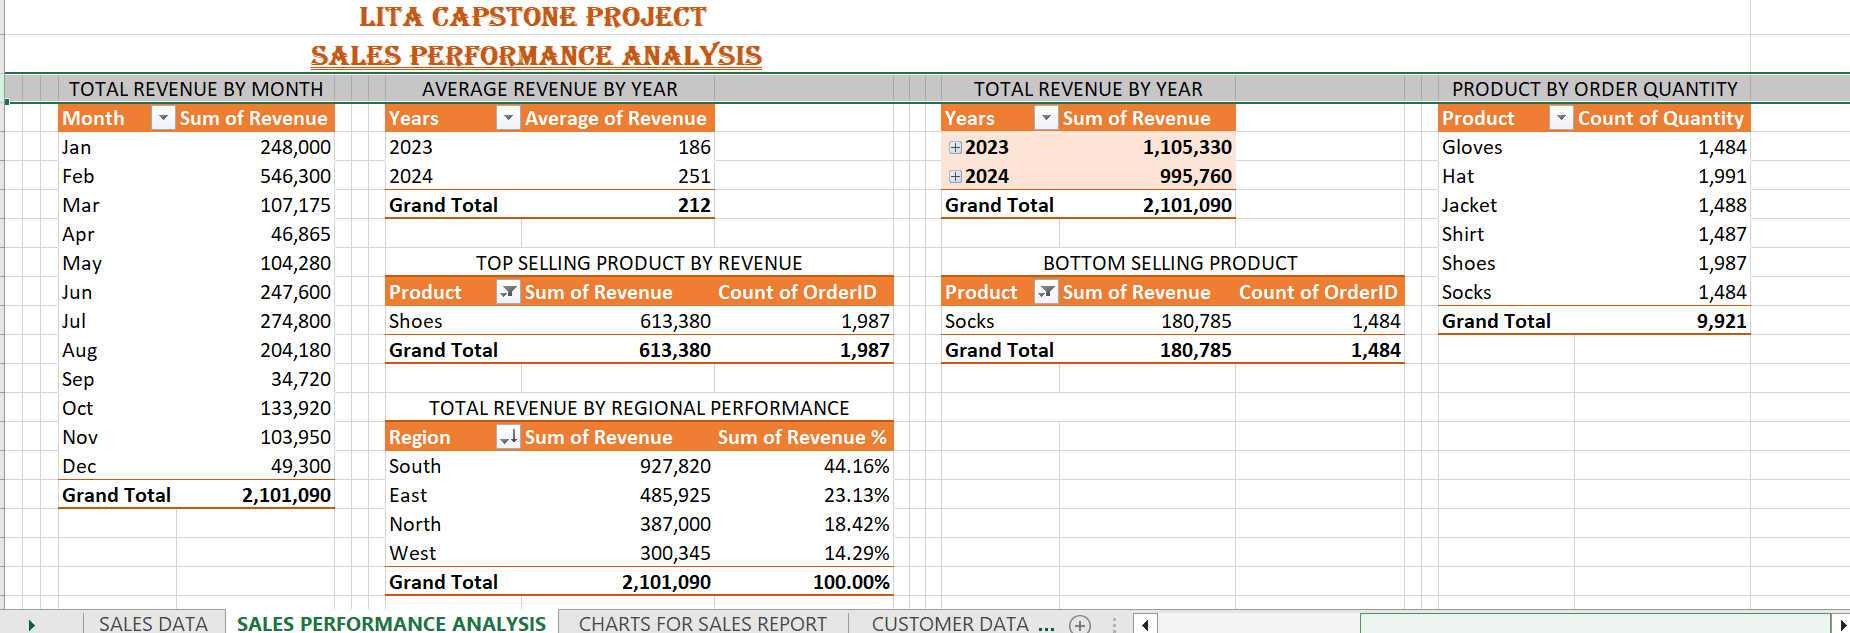 LITA CAPSTONE PROJECT
SALES PERFORMANCE ANALYSIS
TOTAL REVENUE BY MONTH AVERAGE REVENUE BY YEAR TOTAL REVENUE BY YEAR PRODUCT BY ORDER QUANTITY
Month Sum of Revenue Years Average of Revenue Years Sum of Revenue Product Count of Quantity
Jan 248,000 2023 186 2023 1,105,330 Gloves 1,484
Feb 546,300 2024 251 2024 995,760 Hat 1,991
Mar 107,175 Grand Total 212 Grand Total 2,101,090 Jacket 1,488
Apr 46,865 Shirt 1,487
May 104,280 TOP SELLING PRODUCT BY REVENUE BOTTOM SELLING PRODUCT Shoes 1,987
Jun 247,600 Product Sum of Revenue Count of OrderID Product Sum of Revenue Count of OrderID Socks 1,484
Jul 274,800 Shoes 613,380 1,987 Socks 180,785 1,484 Grand Total 9,921
Aug 204,180 Grand Total 613,380 1,987 Grand Total 180,785 1,484
Sep 34,720
Oct 133,920 TOTAL REVENUE BY REGIONAL PERFORMANCE
Nov 103,950 Region Sum of Revenue Sum of Revenue %
Dec 49,300 South 927,820 44.16%
Grand Total 2,101,090 East 485,925 23.13%
North 387,000 18.42%
West 300,345 14.29%
Grand Total 2,101,090 100.00%
SALES DATA SALES PERFORMANCE ANALYSIS CHARTS FOR SALES REPORT CUSTOMER DATA ...